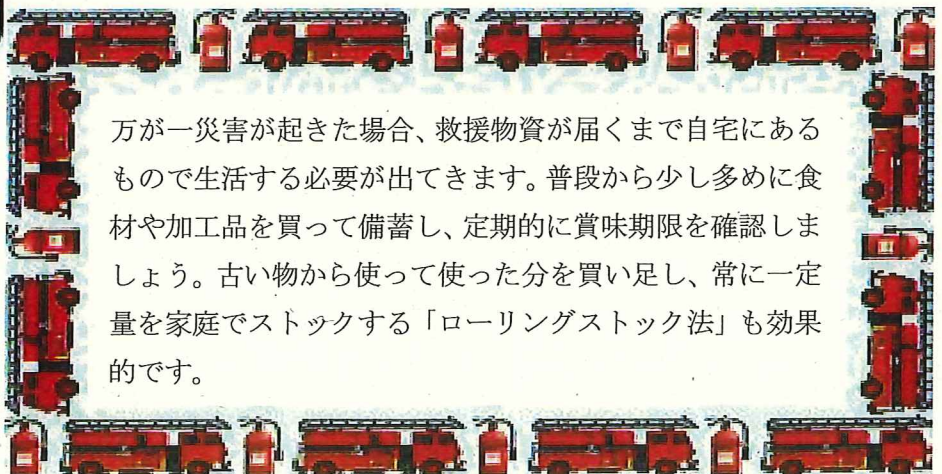 万が一災害が起きた場合、救援物資が届くまで自宅にある
もので生活する必要が出てきます。普段から少し多めに食
材や加工品を買って備蓄し、定期的に賞味期限を確認しま
しょう。古い物から使って使った分を買い足し、常に一定
量を家庭でストックする「ローリングストック法」も効果
的です。